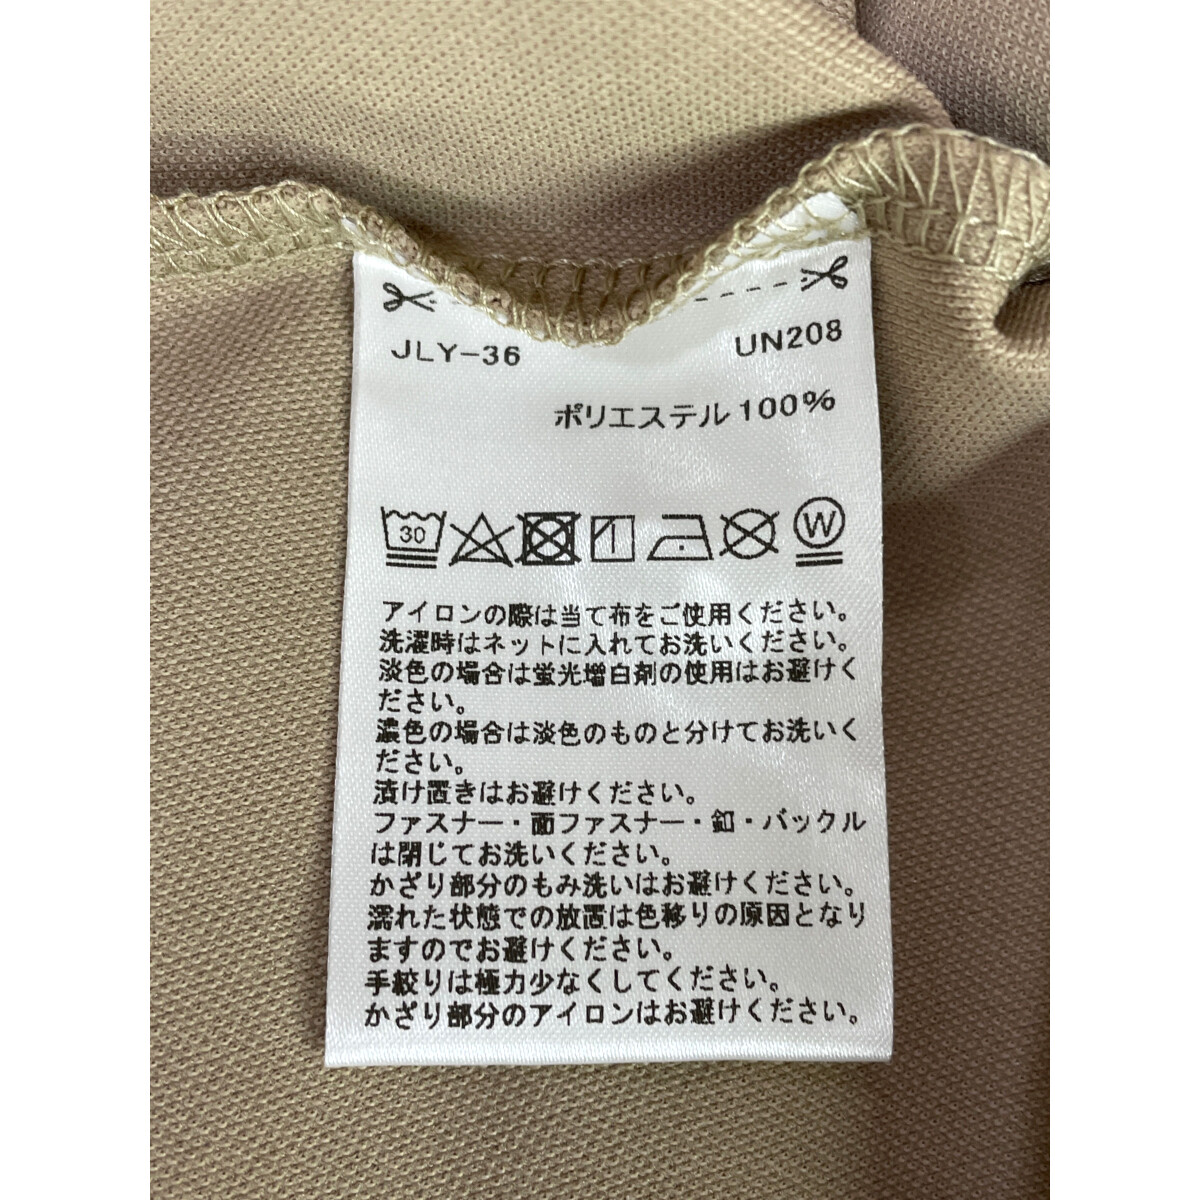 JLY-36 UN208
ポリエステル 100%
30 W
アイロンの際は当て布をご使用ください。
洗濯時はネットに入れてお洗いください。
淡色の場合は蛍光増白剤の使用はお避けく
ださい。
濃色の場合は淡色のものと分けてお洗いく
ださい。
漬け置きはお避けください。
ファスナー・面ファスナー・釦・バックル
は閉じてお洗いください。
かざり部分のもみ洗いはお避けください。
濡れた状態での放置は色移りの原因となり
ますのでお避けください。
手絞りは極力少なくしてください。
かざり部分のアイロンはお避けください。